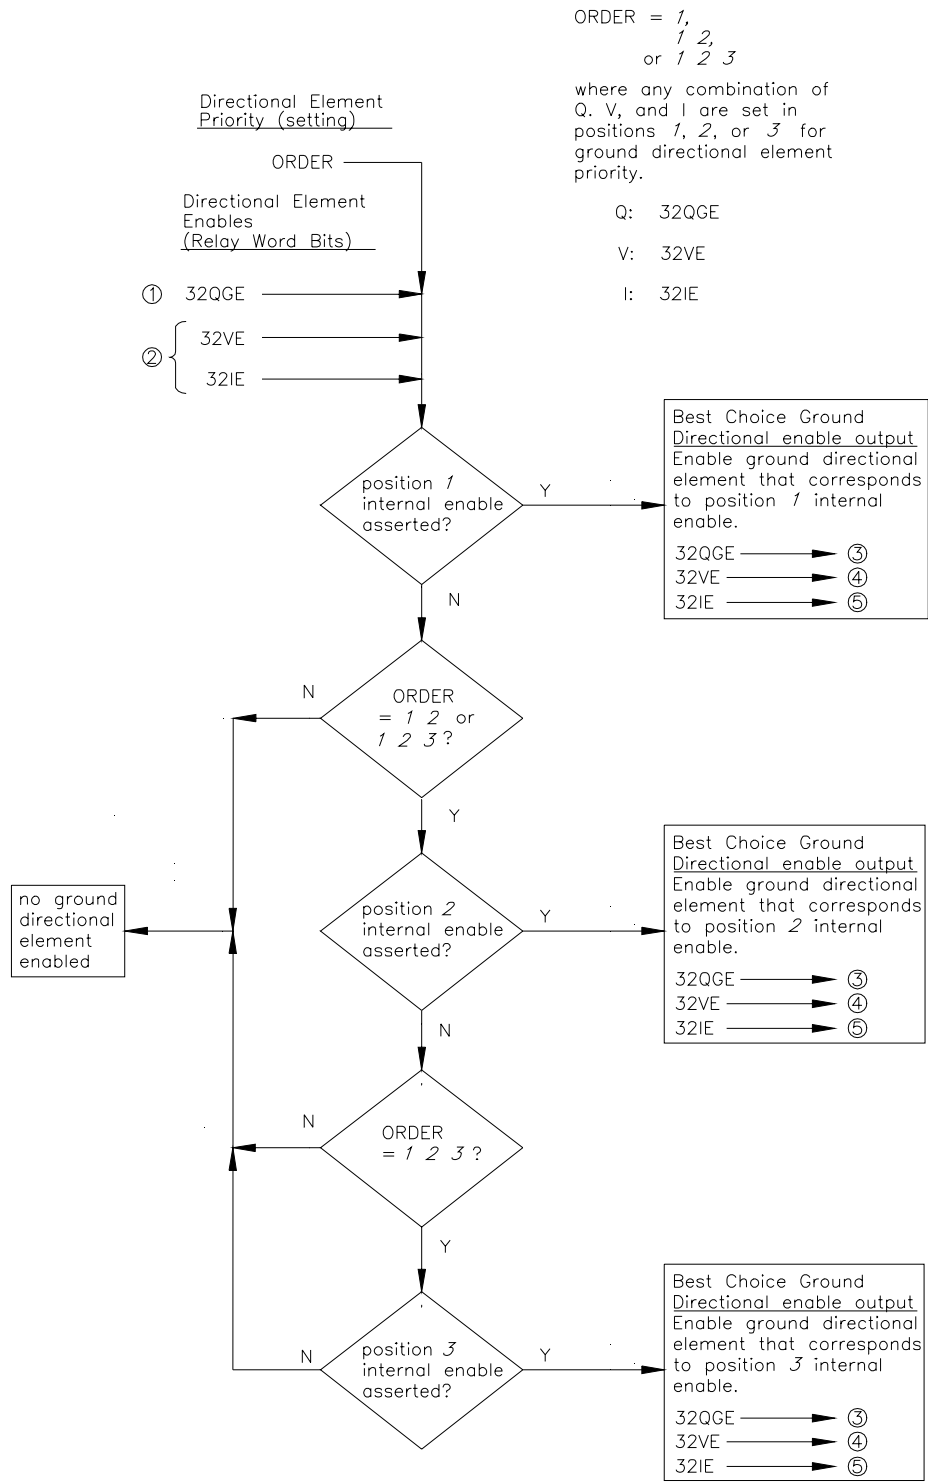 ORDER = 1,
1 2,
or 1 2 3
where any combination of
Q. V, and I are set in
positions 1, 2, or 3 for
ground directional element
priority.
Q: 32QGE
V: 32VE
I: 32IE
Directional Element
Priority (setting)
ORDER
Directional Element
Enables
(Relay Word Bits)
① 32QGE
② 32VE
32IE
position 1
internal enable
asserted?
Y
N
Best Choice Ground
Directional enable output
Enable ground directional
element that corresponds
to position 1 internal
enable.
32QGE ③
32VE ④
32IE ⑤
ORDER
= 1 2 or
1 2 3?
N
Y
position 2
internal enable
asserted?
Y
N
Best Choice Ground
Directional enable output
Enable ground directional
element that corresponds
to position 2 internal
enable.
32QGE ③
32VE ④
32IE ⑤
no ground
directional
element
enabled
ORDER
= 1 2 3?
N
Y
position 3
internal enable
asserted?
N
Y
Best Choice Ground
Directional enable output
Enable ground directional
element that corresponds
to position 3 internal
enable.
32QGE ③
32VE ④
32IE ⑤